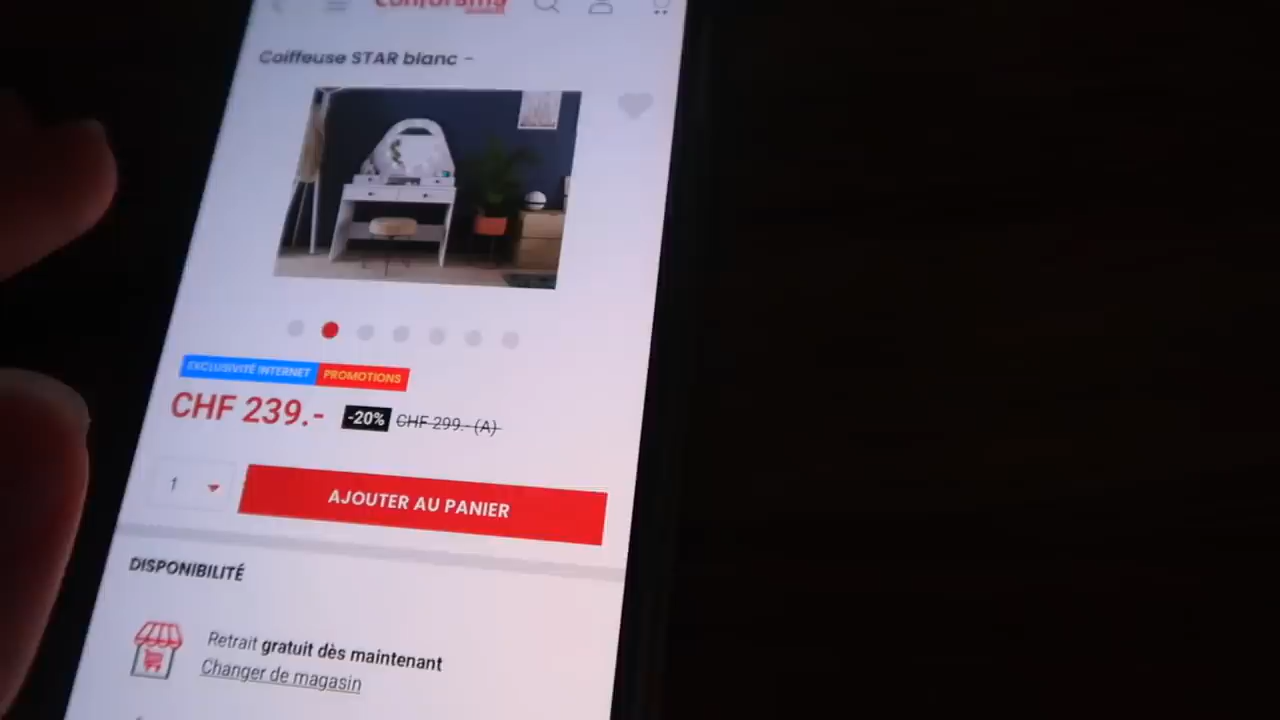 Conforama
Coiffeuse STAR blanc -
EXCLUSIVITÉ INTERNET PROMOTIONS
CHF 239.- -20% CHF 299.- (A)
1 AJOUTER AU PANIER
DISPONIBILITÉ
Retrait gratuit dès maintenant
Changer de magasin